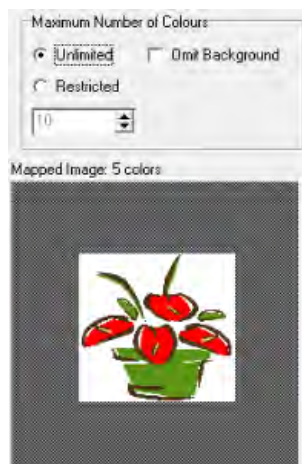 Maximum Number of Colours
Unlimited
Omit Background
Restricted
10
Mapped Image: 5 colors